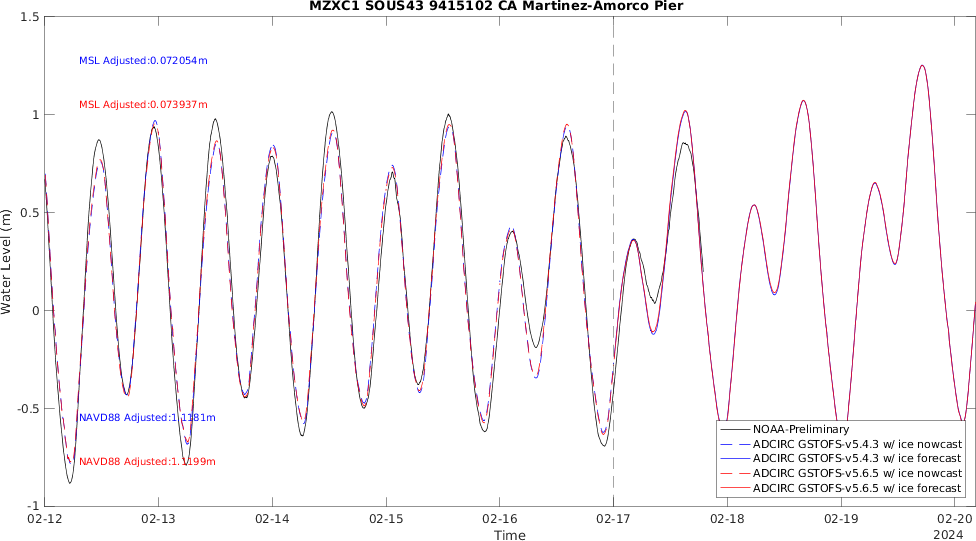 MZXC1 SOUS43 9415102 CA Martinez-Amorco Pier
1.5
1
0.5
0
-0.5
-1
Water Level (m)
MSL Adjusted:0.072054m
MSL Adjusted:0.073937m
NAVD88 Adjusted:1.1181m
NAVD88 Adjusted:1.1199m
NOAA-Preliminary
ADCIRC GSTOFS-v5.4.3 w/ ice nowcast
ADCIRC GSTOFS-v5.4.3 w/ ice forecast
ADCIRC GSTOFS-v5.6.5 w/ ice nowcast
ADCIRC GSTOFS-v5.6.5 w/ ice forecast
02-12 02-13 02-14 02-15 02-16 02-17 02-18 02-19 02-20
Time
2024